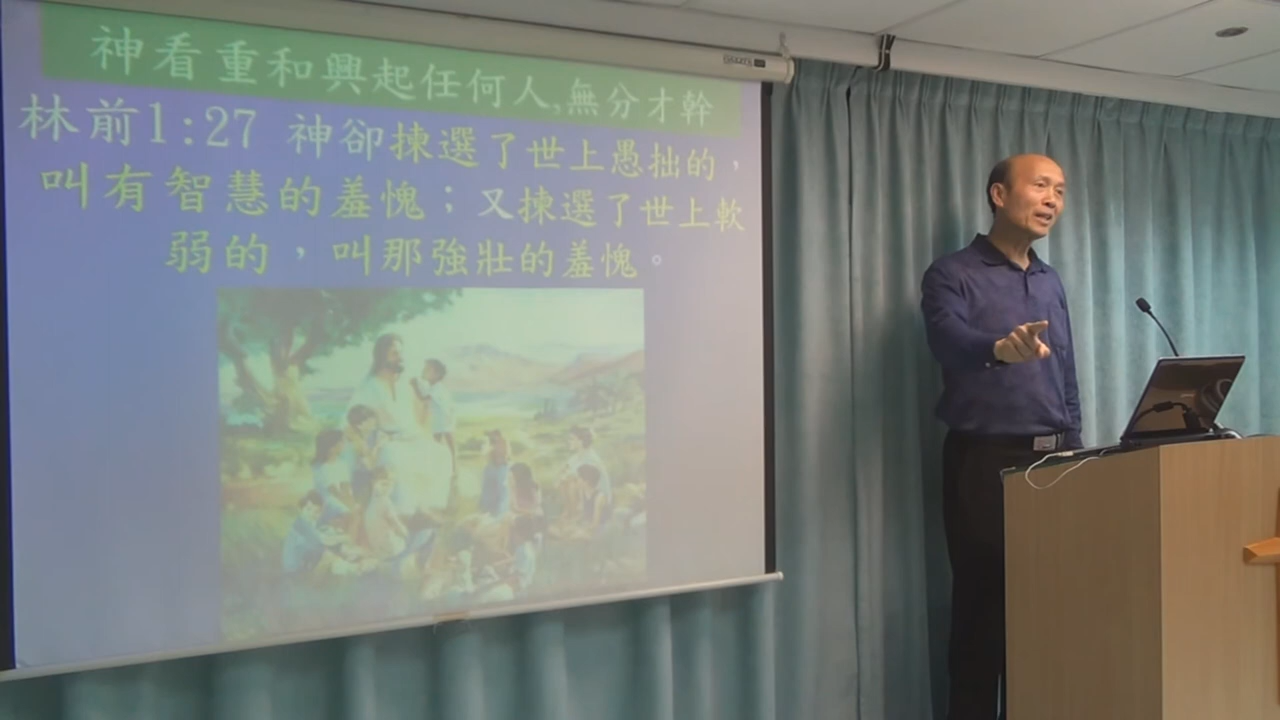 神看重和興起任何人,無分才幹
林前1:27 神卻揀選了世上愚拙的，
叫有智慧的羞愧；又揀選了世上軟
弱的，叫那強壯的羞愧。